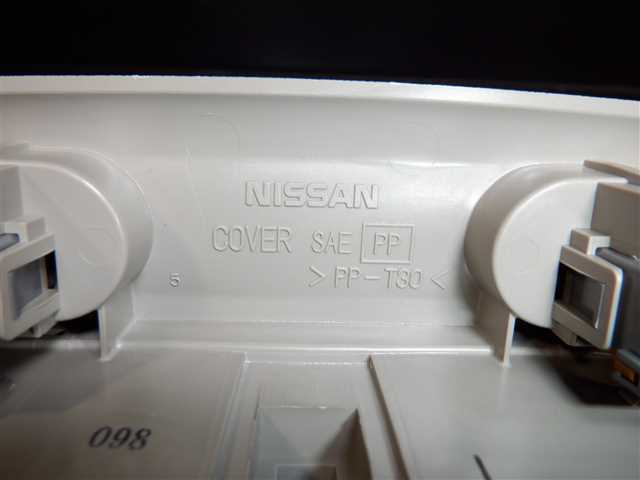 NISSAN
COVER SAE PP
5 >PP-T30<
098